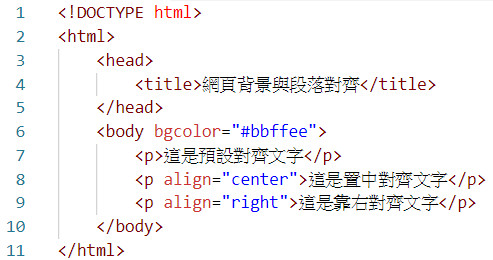 1 <!DOCTYPE html>
2 <html>
3 <head>
4 <title>網頁背景與段落對齊</title>
5 </head>
6 <body bgcolor="#bbffee">
7 <p>這是預設對齊文字</p>
8 <p align="center">這是置中對齊文字</p>
9 <p align="right">這是靠右對齊文字</p>
10 </body>
11 </html>